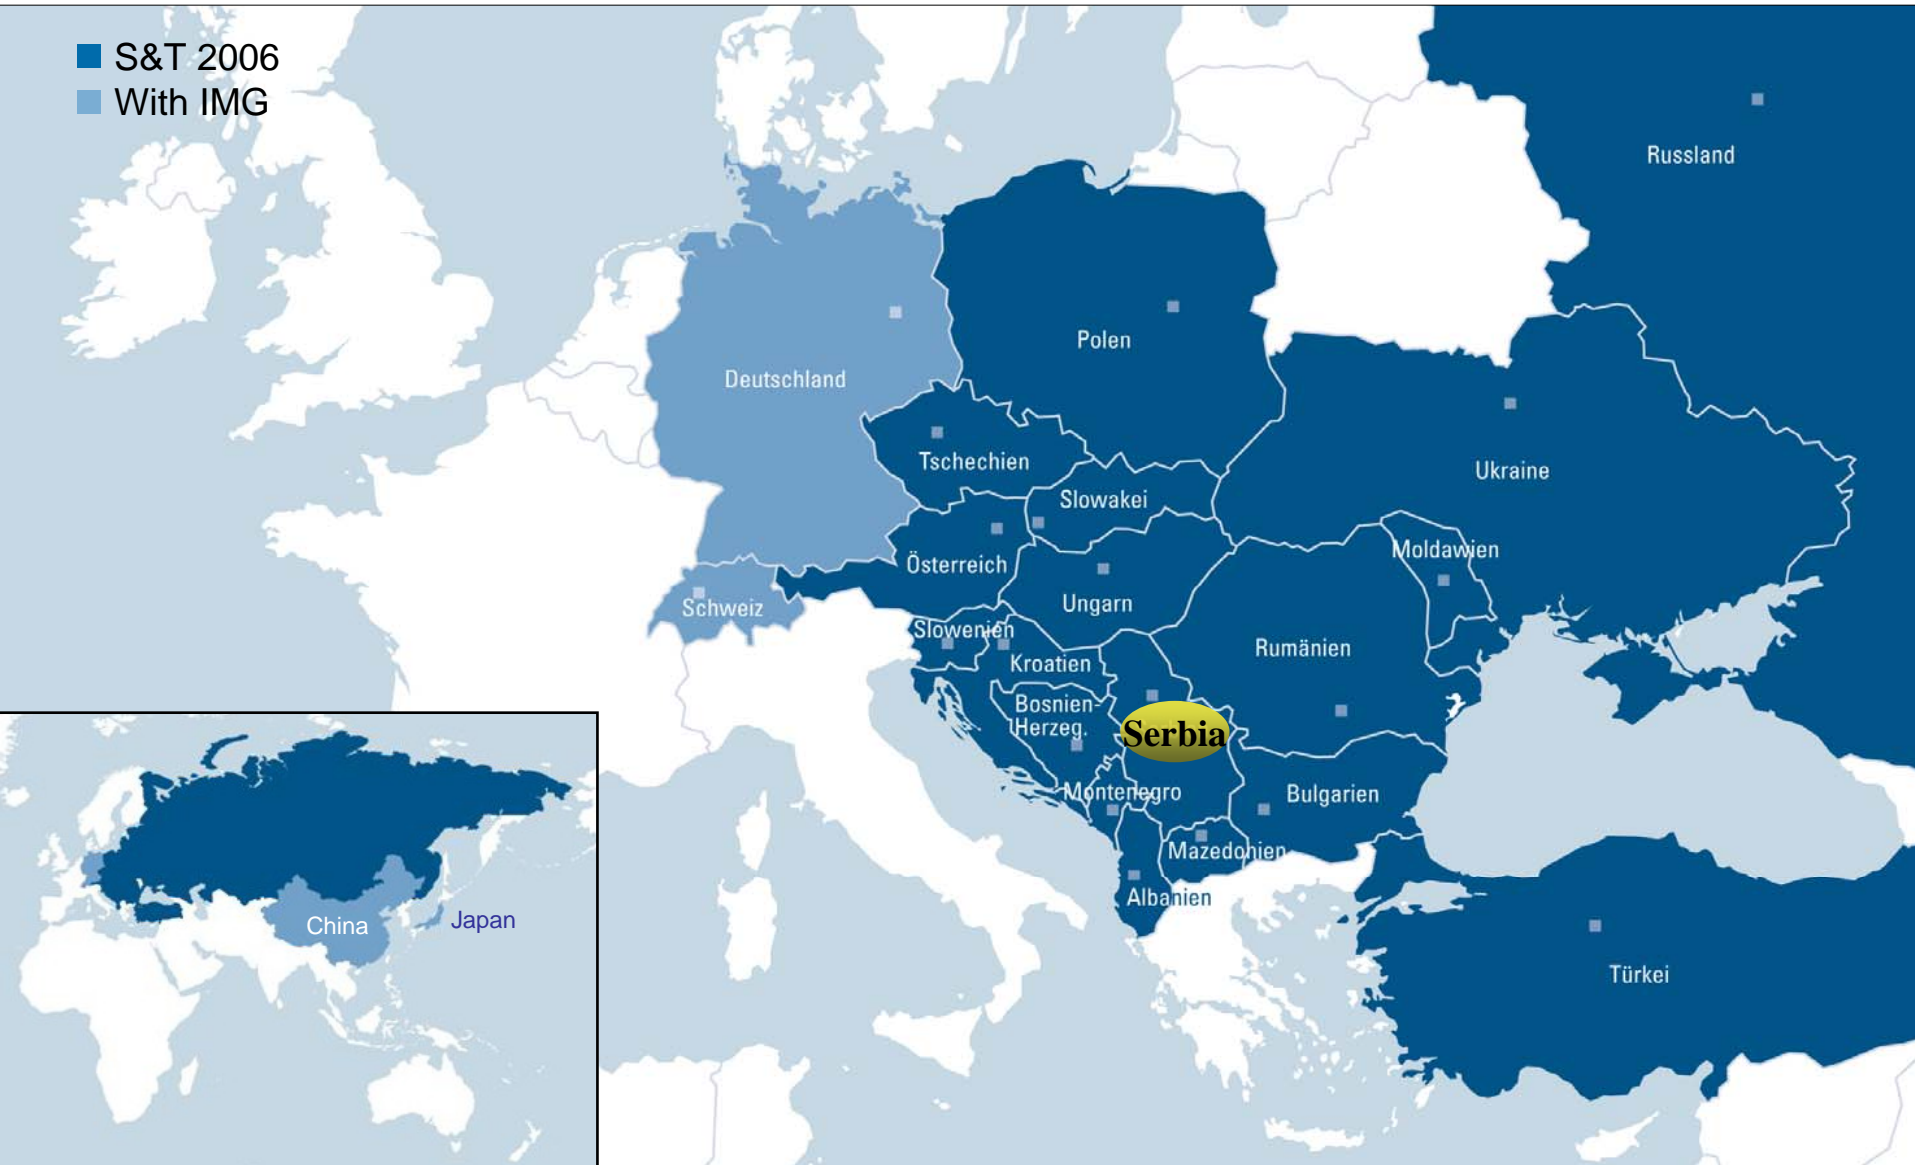 S&T 2006
With IMG
Russland
Polen
Deutschland
Tschechien
Ukraine
Slowakei
Moldawien
Österreich
Ungarn
Schweiz
Slowenien
Rumänien
Kroatien
Bosnien-
Herzeg.
Serbia
Montenegro
Bulgarien
Mazedonien
Albanien
Türkei
China
Japan